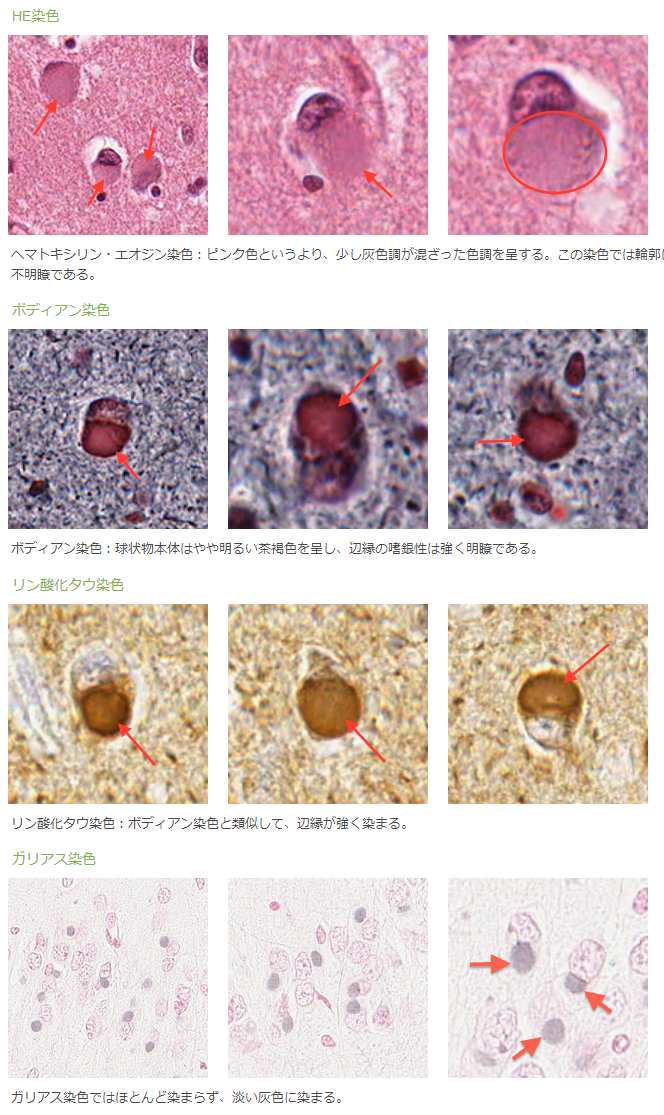 HE染色
ヘマトキシリン・エオジン染色：ピンク色というより、少し灰色調が混ざった色調を呈する。この染色では輪郭は
不明瞭である。
ボディアン染色
ボディアン染色：球状物本体はやや明るい茶褐色を呈し、辺縁の嗜銀性は強く明瞭である。
リン酸化タウ染色
リン酸化タウ染色：ボディアン染色と類似して、辺縁が強く染まる。
ガリアス染色
ガリアス染色ではほとんど染まらず、淡い灰色に染まる。